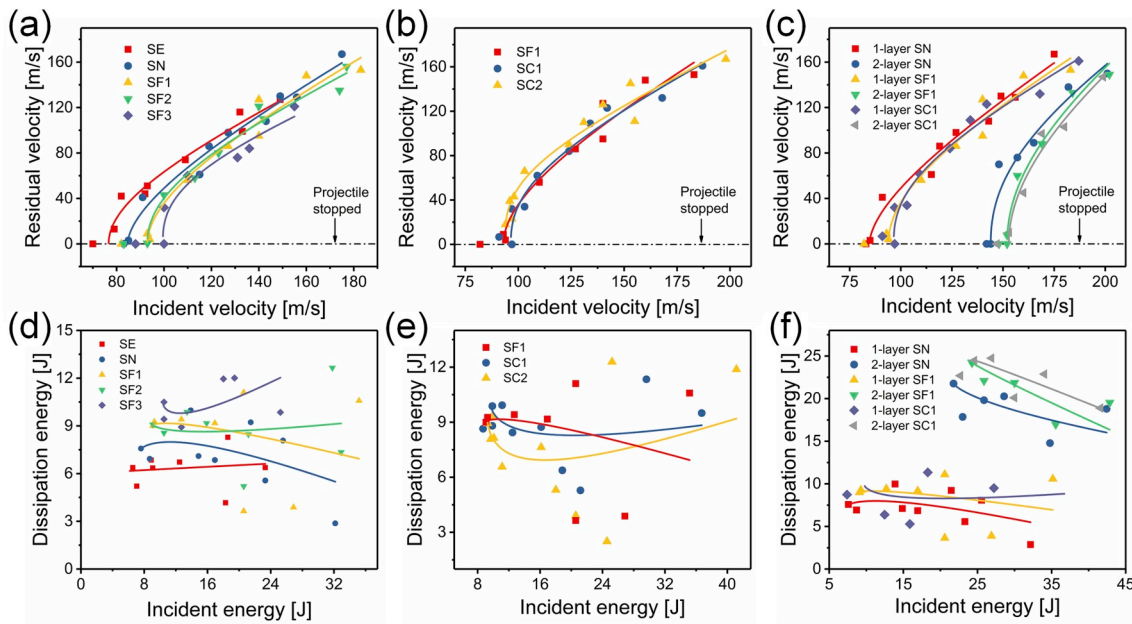 (a)
Residual velocity [m/s]
160
120
80
40
0
SE
SN
SF1
SF2
SF3
Projectile
stopped
80 100 120 140 160 180
Incident velocity [m/s]
(b)
Residual velocity [m/s]
160
120
80
40
0
SF1
SC1
SC2
Projectile
stopped
75 100 125 150 175 200
Incident velocity [m/s]
(c)
Residual velocity [m/s]
160
120
80
40
0
1-layer SN
2-layer SN
1-layer SF1
2-layer SF1
1-layer SC1
2-layer SC1
Projectile
stopped
75 100 125 150 175 200
Incident velocity [m/s]
(d)
Dissipation energy [J]
15
12
9
6
3
0
SE
SN
SF1
SF2
SF3
0 8 16 24 32
Incident energy [J]
(e)
Dissipation energy [J]
12
9
6
3
SF1
SC1
SC2
8 16 24 32 40
Incident energy [J]
(f)
Dissipation energy [J]
25
20
15
10
5
0
1-layer SN
2-layer SN
1-layer SF1
2-layer SF1
1-layer SC1
2-layer SC1
5 15 25 35 45
Incident energy [J]